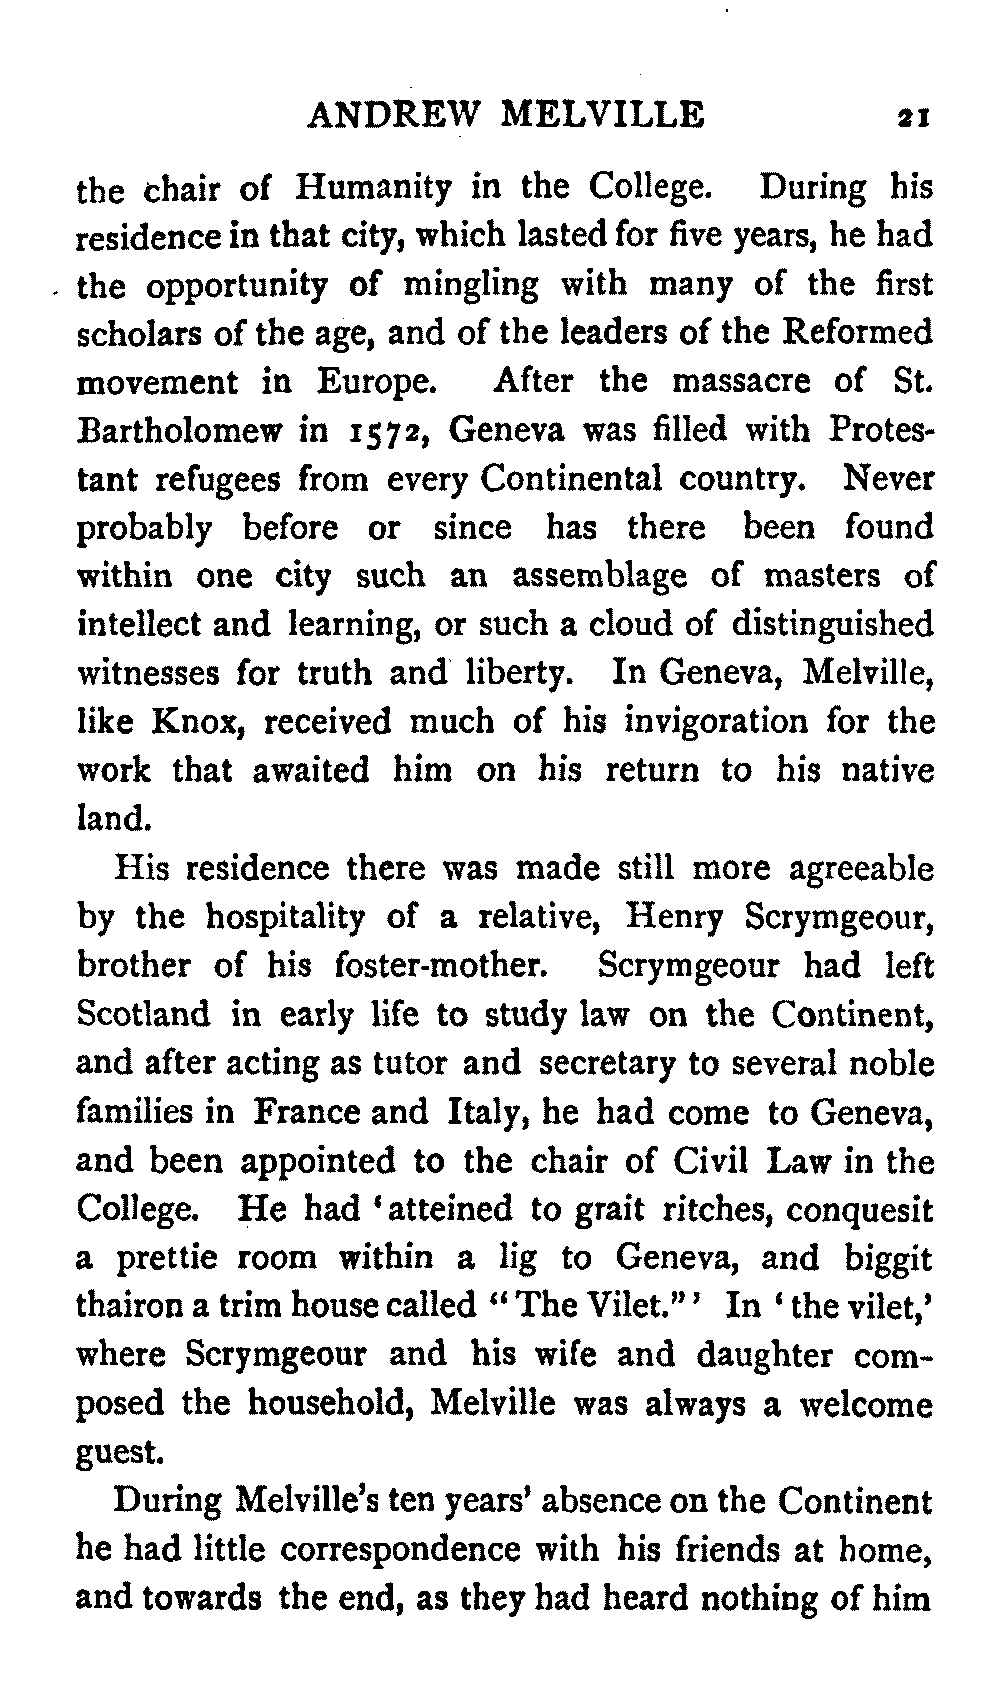 ANDREW MELVILLE 21
the chair of Humanity in the College. During his
residence in that city, which lasted for five years, he had
the opportunity of mingling with many of the first
scholars of the age, and of the leaders of the Reformed
movement in Europe. After the massacre of St.
Bartholomew in 1572, Geneva was filled with Protes-
tant refugees from every Continental country. Never
probably before or since has there been found
within one city such an assemblage of masters of
intellect and learning, or such a cloud of distinguished
witnesses for truth and liberty. In Geneva, Melville,
like Knox, received much of his invigoration for the
work that awaited him on his return to his native
land.
His residence there was made still more agreeable
by the hospitality of a relative, Henry Scrymgeour,
brother of his foster-mother. Scrymgeour had left
Scotland in early life to study law on the Continent,
and after acting as tutor and secretary to several noble
families in France and Italy, he had come to Geneva,
and been appointed to the chair of Civil Law in the
College. He had ‘atteined to grait ritches, conquesit
a prettie room within a lig to Geneva, and biggit
thairon a trim house called “The Vilet.”’ In ‘the vilet,’
where Scrymgeour and his wife and daughter com-
posed the household, Melville was always a welcome
guest.
During Melville’s ten years’ absence on the Continent
he had little correspondence with his friends at home,
and towards the end, as they had heard nothing of him